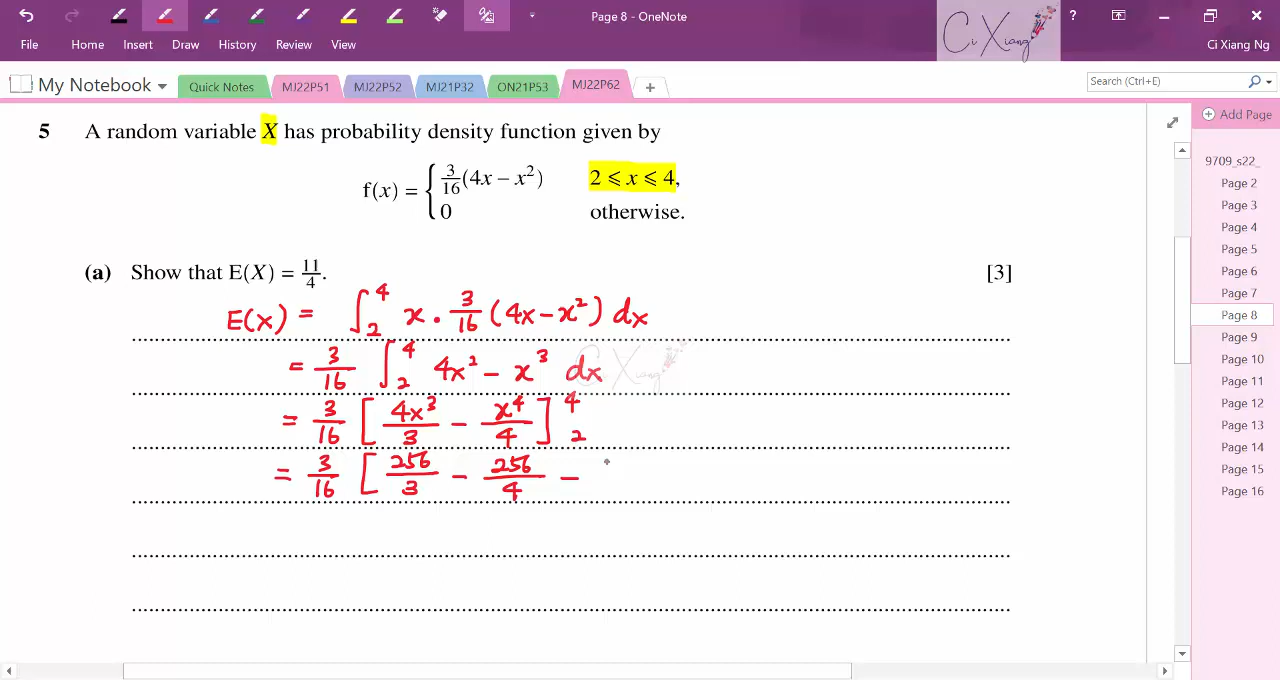 Page 8 - OneNote
Ci Xiang
?
File Home Insert Draw History Review View
Ci Xiang Ng
My Notebook
Quick Notes
MJ22P51
MJ22P52
MJ21P32
ON21P53
MJ22P62
+
Search (Ctrl+E)
5 A random variable X has probability density function given by
f(x) = { 3/16 (4x − x²) 2 ⩽ x ⩽ 4,
0 otherwise.
(a) Show that E(X) = 11/4. [3]
E(x) = ∫₂⁴ x · 3/16 (4x − x²) dx
= 3/16 ∫₂⁴ 4x² − x³ dx
Ci Xiang
= 3/16 [ 4x³/3 − x⁴/4 ]₂⁴
= 3/16 [ 256/3 − 256/4 −
Add Page
9709_s22_
Page 2
Page 3
Page 4
Page 5
Page 6
Page 7
Page 8
Page 9
Page 10
Page 11
Page 12
Page 13
Page 14
Page 15
Page 16